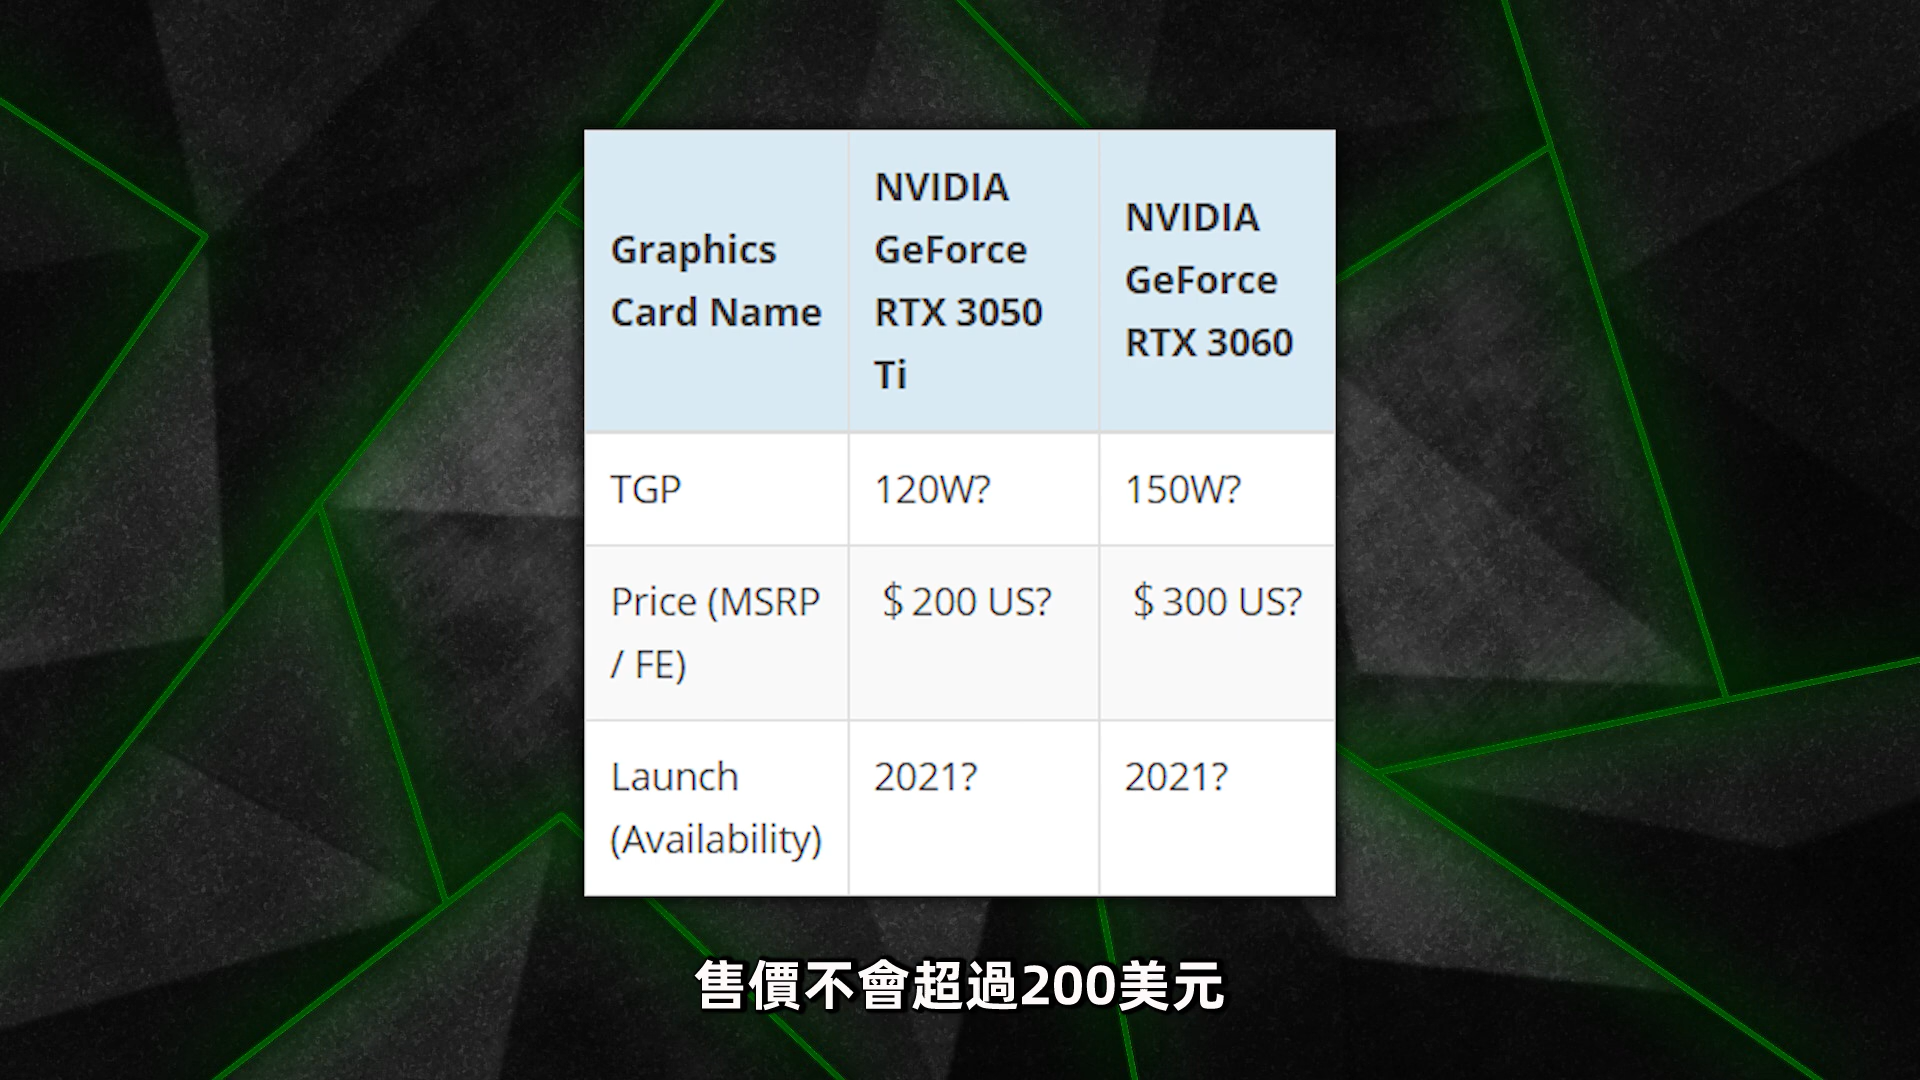 Graphics
Card Name
NVIDIA
GeForce
RTX 3050
Ti
NVIDIA
GeForce
RTX 3060
TGP
120W?
150W?
Price (MSRP
/ FE)
$200 US?
$300 US?
Launch
(Availability)
2021?
2021?
售價不會超過200美元